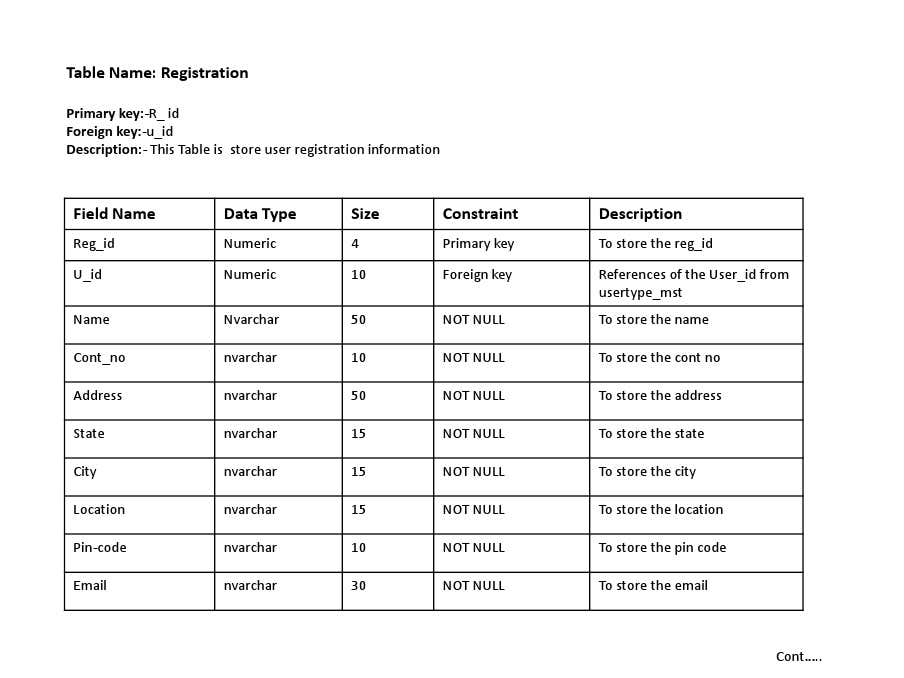 Table Name: Registration
Primary key:-R_ id
Foreign key:-u_id
Description:- This Table is  store user registration information
Field Name Data Type Size Constraint Description
Reg_id Numeric 4 Primary key To store the reg_id
U_id Numeric 10 Foreign key References of the User_id from
usertype_mst
Name Nvarchar 50 NOT NULL To store the name
Cont_no nvarchar 10 NOT NULL To store the cont no
Address nvarchar 50 NOT NULL To store the address
State nvarchar 15 NOT NULL To store the state
City nvarchar 15 NOT NULL To store the city
Location nvarchar 15 NOT NULL To store the location
Pin-code nvarchar 10 NOT NULL To store the pin code
Email nvarchar 30 NOT NULL To store the email
Cont.....